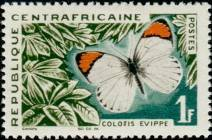 REPUBLIQUE
CENTRAFRICAINE
POSTES
COLOTIS EVIPPE
1F